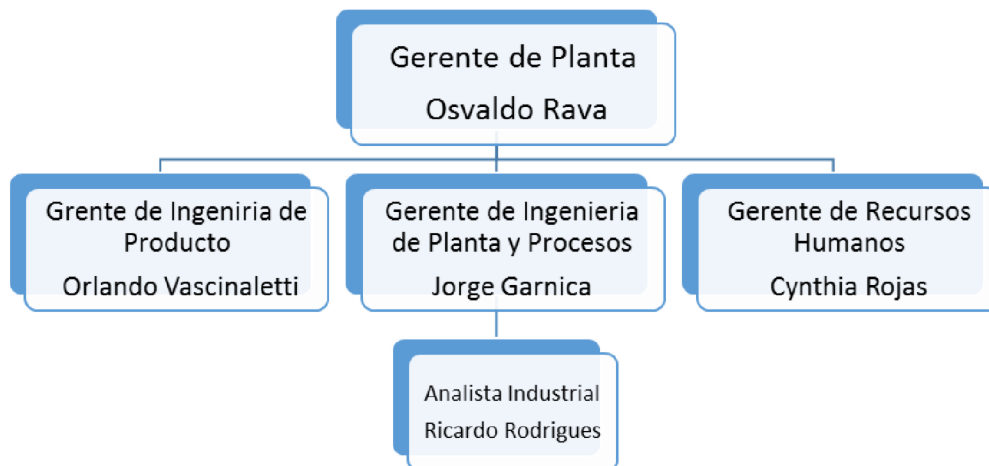 Gerente de Planta
Osvaldo Rava
Grente de Ingeniria de
Producto
Orlando Vascinaletti
Gerente de Ingenieria
de Planta y Procesos
Jorge Garnica
Gerente de Recursos
Humanos
Cynthia Rojas
Analista Industrial
Ricardo Rodrigues